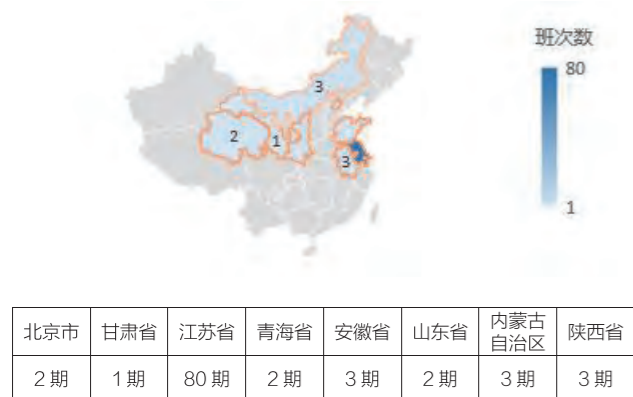 班次数
80
3
2
1
3
1
北京市 甘肃省 江苏省 青海省 安徽省 山东省 内蒙古自治区 陕西省
2期 1期 80期 2期 3期 2期 3期 3期